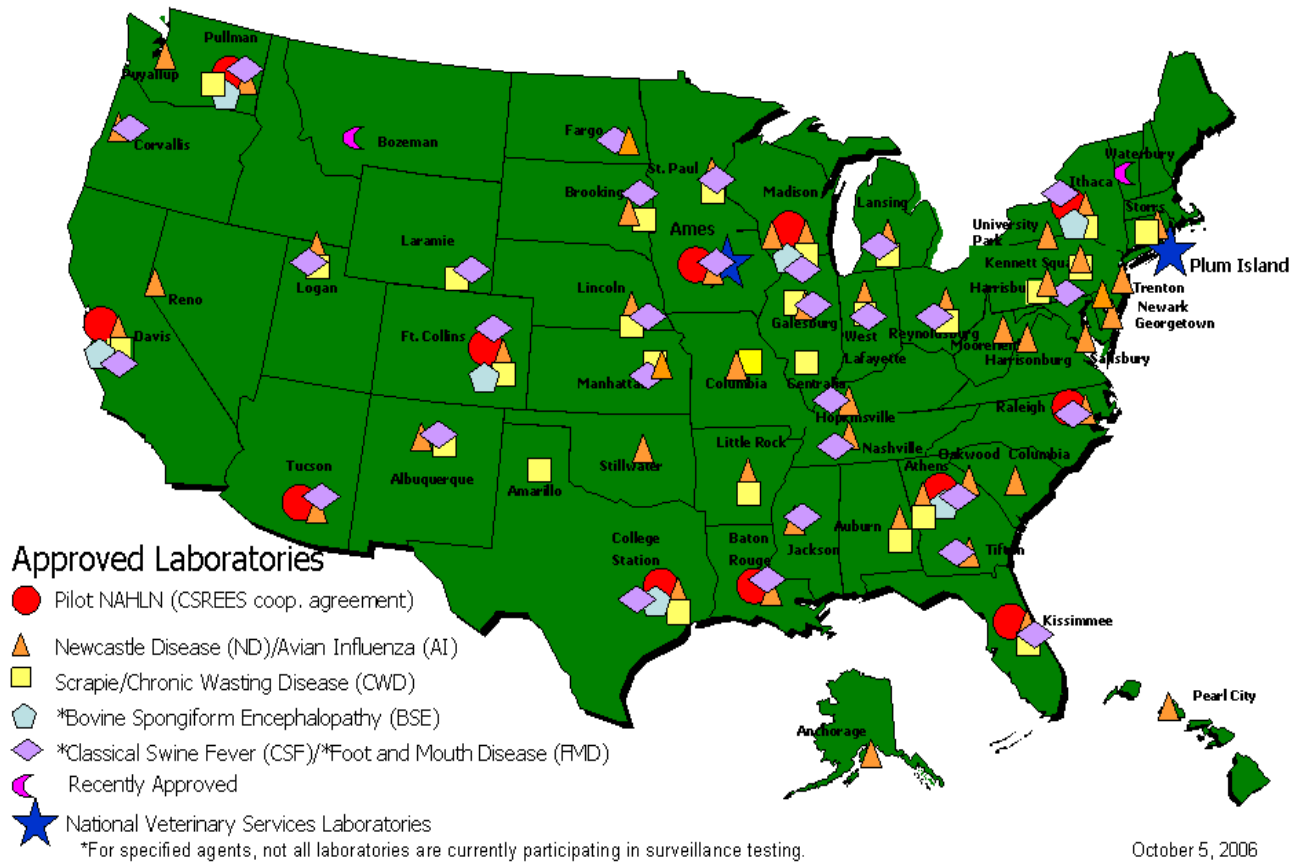 Pullman
Puyallup
Corvallis
Bozeman
Fargo
St. Paul
Madison
Lansing
Waterbury
Ithaca
Storrs
University
Park
Brooking
Ames
Laramie
Logan
Reno
Lincoln
Galesburg
West
Lafayette
Reynoldsburg
Kennett Squa
Harrisbu
Plum Island
Trenton
Newark
Georgetown
Salisbury
Harrisonburg
Davis
Ft. Collins
Manhatta
Columbia
Centralia
Hopkinsville
Nashville
Raleigh
Tucson
Albuquerque
Amarillo
Stillwater
Little Rock
Oakwood
Columbia
Athens
College
Station
Baton
Rouge
Jackson
Auburn
Tifton
Kissimmee
Pearl City
Anchorage
Approved Laboratories
Pilot NAHLN (CSREES coop. agreement)
Newcastle Disease (ND)/Avian Influenza (AI)
Scrapie/Chronic Wasting Disease (CWD)
*Bovine Spongiform Encephalopathy (BSE)
*Classical Swine Fever (CSF)/*Foot and Mouth Disease (FMD)
Recently Approved
National Veterinary Services Laboratories
*For specified agents, not all laboratories are currently participating in surveillance testing.
October 5, 2006